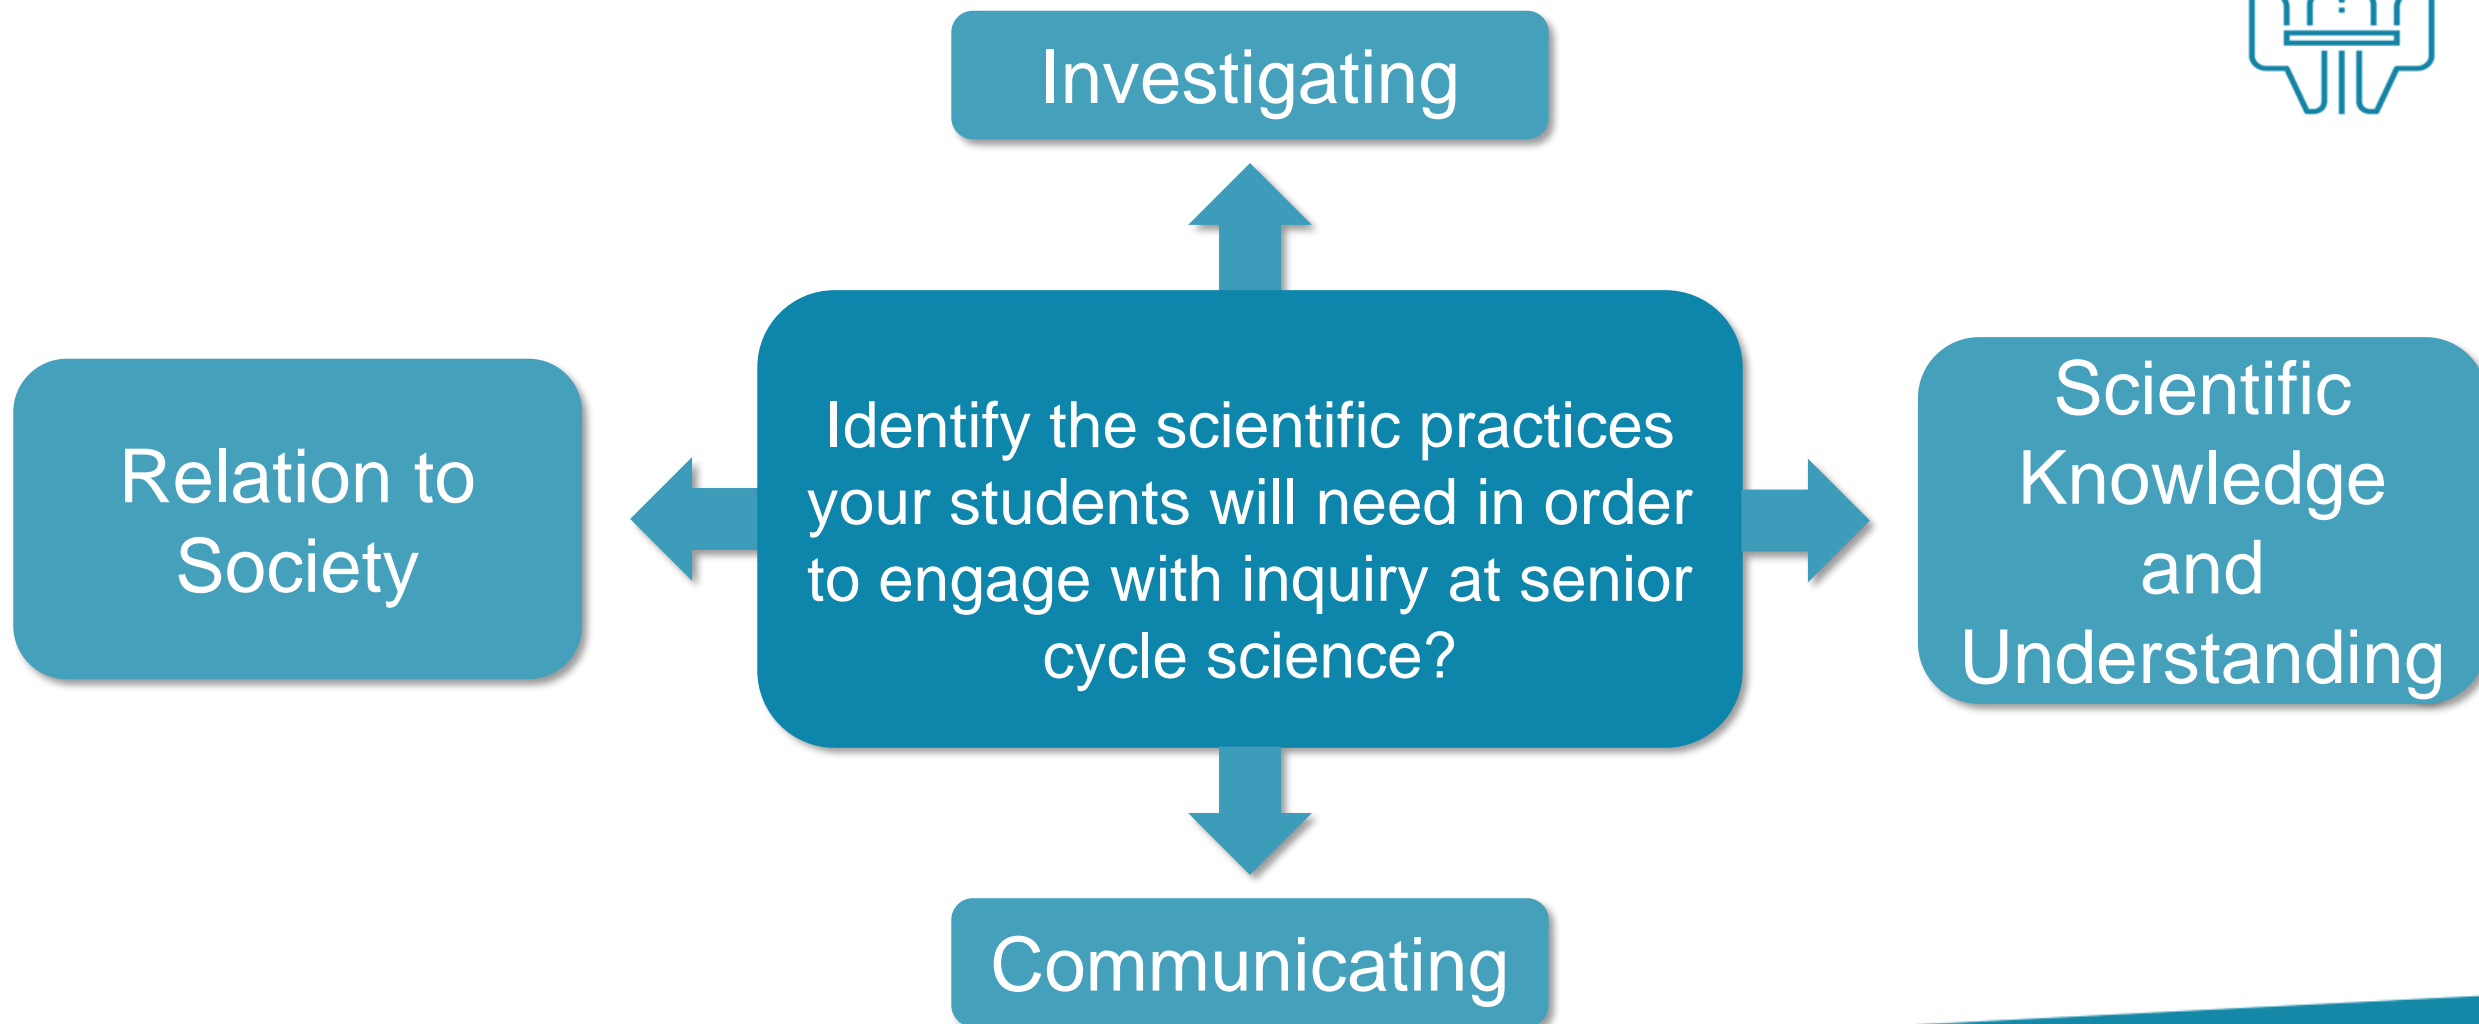 Investigating
Relation to
Society
Identify the scientific practices
your students will need in order
to engage with inquiry at senior
cycle science?
Scientific
Knowledge
and
Understanding
Communicating